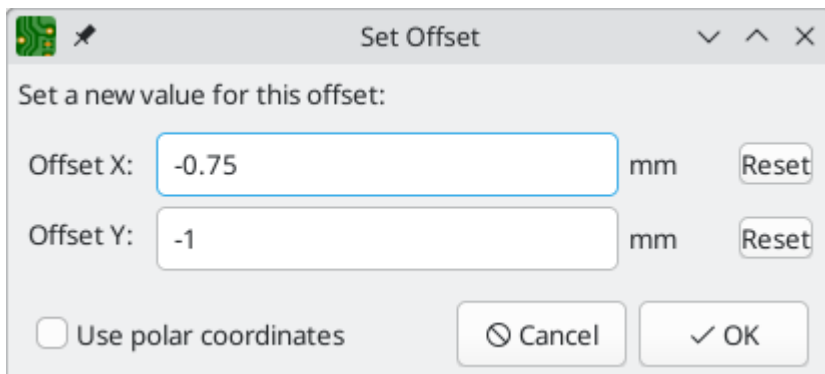 Set Offset
Set a new value for this offset:
Offset X: -0.75 mm Reset
Offset Y: -1 mm Reset
Use polar coordinates Cancel OK